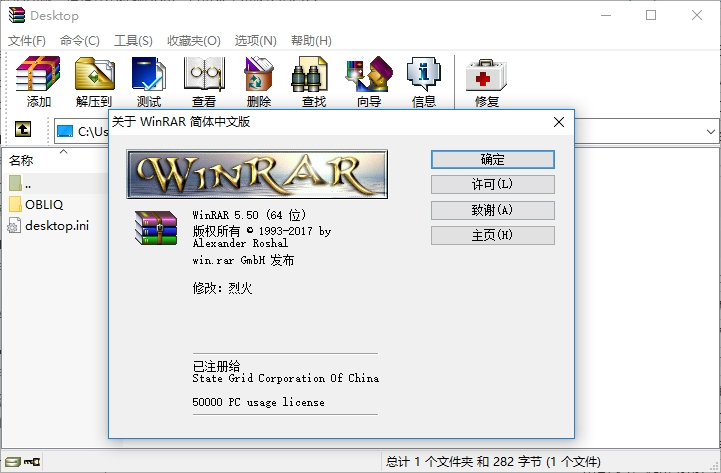 Desktop
文件(F) 命令(C) 工具(S) 收藏夹(O) 选项(N) 帮助(H)
添加 解压到 测试 查看 删除 查找 向导 信息 修复
C:\Us
名称
..
OBLIQ
desktop.ini
关于 WinRAR 简体中文版
WINRAR
WinRAR 5.50 (64 位)
版权所有 © 1993-2017 by
Alexander Roshal
win.rar GmbH 发布
修改：烈火
已注册给
State Grid Corporation Of China
50000 PC usage license
确定
许可(L)
致谢(A)
主页(H)
总计 1 个文件夹 和 282 字节 (1 个文件)